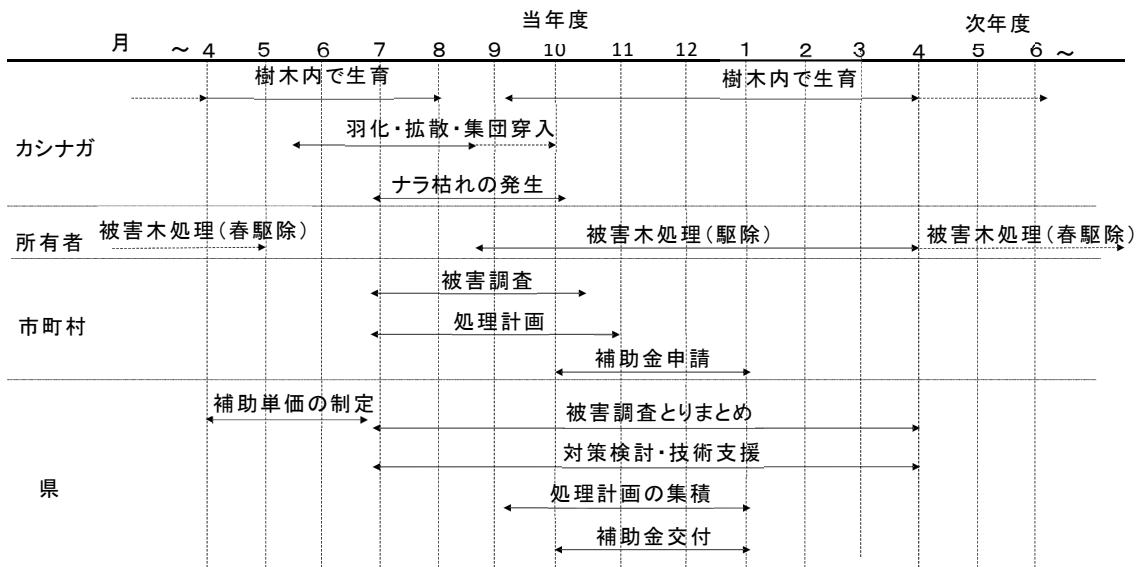 当年度 次年度
月 ～ 4 5 6 7 8 9 10 11 12 1 2 3 4 5 6 ～
樹木内で生育 樹木内で生育
カシナガ 羽化・拡散・集団穿入
ナラ枯れの発生
所有者 被害木処理(春駆除) 被害木処理(駆除) 被害木処理(春駆除)
被害調査
市町村 処理計画
補助金申請
補助単価の制定 被害調査とりまとめ
対策検討・技術支援
県 処理計画の集積
補助金交付